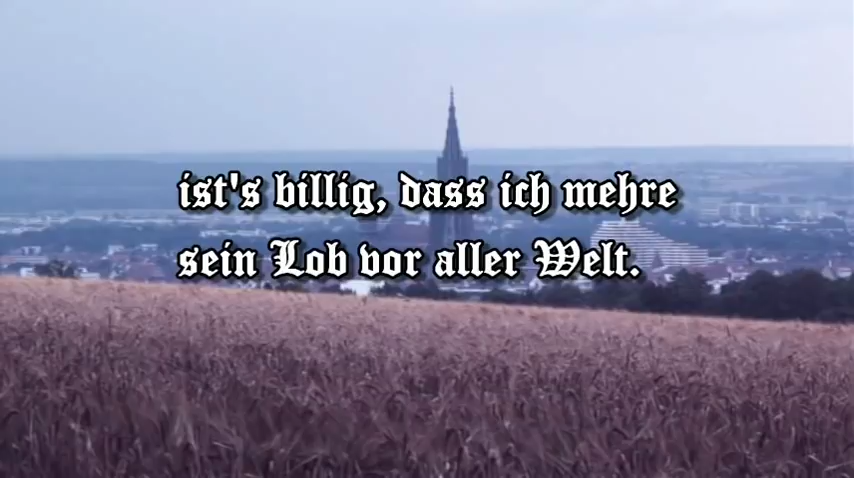 ist's billig, dass ich mehre
sein Lob vor aller Welt.